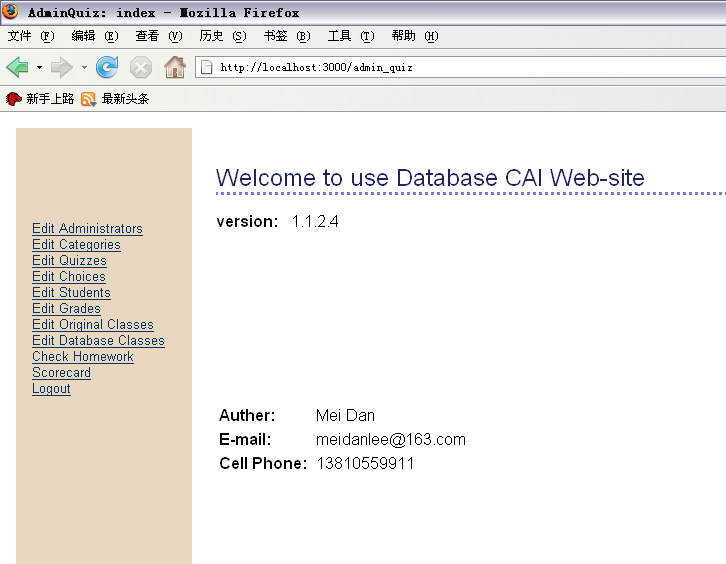 AdminQuiz: index - Mozilla Firefox
文件 (F) 编辑 (E) 查看 (V) 历史 (S) 书签 (B) 工具 (T) 帮助 (H)
http://localhost:3000/admin_quiz
新手上路 最新头条
Welcome to use Database CAI Web-site
version: 1.1.2.4
Edit Administrators
Edit Categories
Edit Quizzes
Edit Choices
Edit Students
Edit Grades
Edit Original Classes
Edit Database Classes
Check Homework
Scorecard
Logout
Auther: Mei Dan
E-mail: meidanlee@163.com
Cell Phone: 13810559911